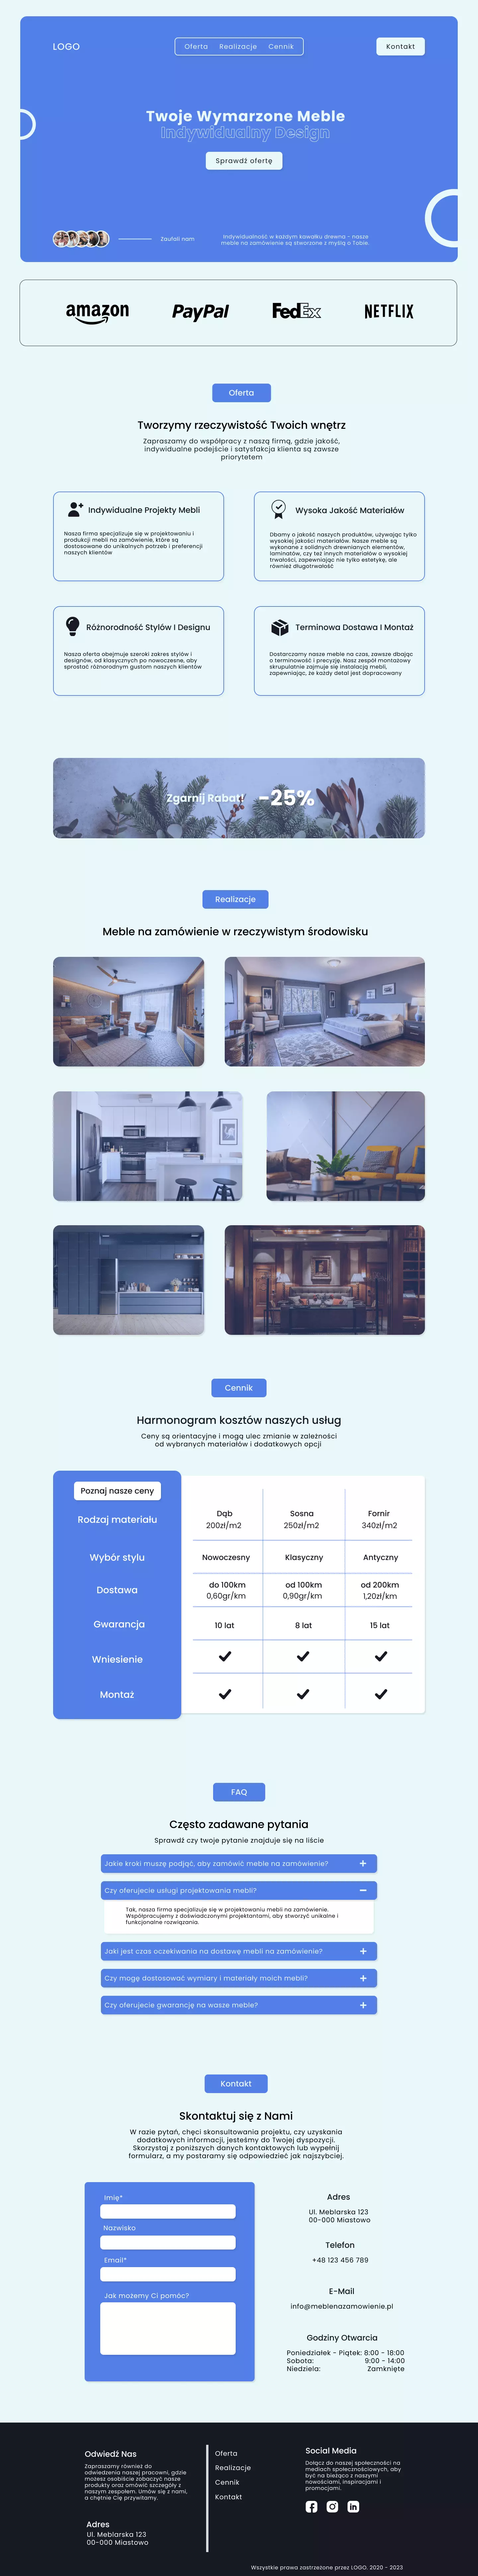 LOGO
Oferta Realizacje Cennik
Kontakt
Twoje Wymarzone Meble
Indywidualny Design
Sprawdź ofertę
Zaufali nam
Indywidualność w każdym kawałku drewna - nasze
meble na zamówienie są stworzone z myślą o Tobie.
amazon PayPal FedEx NETFLIX
Oferta
Tworzymy rzeczywistość Twoich wnętrz
Zapraszamy do współpracy z naszą firmą, gdzie jakość,
indywidualne podejście i satysfakcja klienta są zawsze
priorytetem
Indywidualne Projekty Mebli
Nasza firma specjalizuje się w projektowaniu i
produkcji mebli na zamówienie, które są
dostosowane do unikalnych potrzeb i preferencji
naszych klientów
Wysoka Jakość Materiałów
Dbamy o jakość naszych produktów, używając tylko
wysokiej jakości materiałów. Nasze meble są
wykonane z solidnych drewnianych elementów,
laminatów, czy też innych materiałów o wysokiej
trwałości, zapewniając nie tylko estetykę, ale
również długotrwałość
Różnorodność Stylów I Designu
Nasza oferta obejmuje szeroki zakres stylów i
designów, od klasycznych po nowoczesne, aby
sprostać różnorodnym gustom naszych klientów
Terminowa Dostawa I Montaż
Dostarczamy nasze meble na czas, zawsze dbając
o terminowość i precyzję. Nasz zespół montażowy
skrupulatnie zajmuje się instalacją mebli,
zapewniając, że każdy detal jest dopracowany
Zgarnij Rabat! -25%
Realizacje
Meble na zamówienie w rzeczywistym środowisku
Cennik
Harmonogram kosztów naszych usług
Ceny są orientacyjne i mogą ulec zmianie w zależności
od wybranych materiałów i dodatkowych opcji
Poznaj nasze ceny
Rodzaj materiału
Dąb Sosna Fornir
200zł/m2 250zł/m2 340zł/m2
Wybór stylu Nowoczesny Klasyczny Antyczny
Dostawa
do 100km od 100km od 200km
0,60gr/km 0,90gr/km 1,20zł/km
Gwarancja 10 lat 8 lat 15 lat
Wniesienie
Montaż
FAQ
Często zadawane pytania
Sprawdź czy twoje pytanie znajduje się na liście
Jakie kroki muszę podjąć, aby zamówić meble na zamówienie?
Czy oferujecie usługi projektowania mebli?
Tak, nasza firma specjalizuje się w projektowaniu mebli na zamówienie.
Współpracujemy z doświadczonymi projektantami, aby stworzyć unikalne i
funkcjonalne rozwiązania.
Jaki jest czas oczekiwania na dostawę mebli na zamówienie?
Czy mogę dostosować wymiary i materiały moich mebli?
Czy oferujecie gwarancję na wasze meble?
Kontakt
Skontaktuj się z Nami
W razie pytań, chęci skonsultowania projektu, czy uzyskania
dodatkowych informacji, jesteśmy do Twojej dyspozycji.
Skorzystaj z poniższych danych kontaktowych lub wypełnij
formularz, a my postaramy się odpowiedzieć jak najszybciej.
Imię*
Nazwisko
Email*
Jak możemy Ci pomóc?
Adres
Ul. Meblarska 123
00-000 Miastowo
Telefon
+48 123 456 789
E-Mail
info@meblenazamowienie.pl
Godziny Otwarcia
Poniedziałek - Piątek: 8:00 - 18:00
Sobota: 9:00 - 14:00
Niedziela: Zamknięte
Odwiedź Nas
Zapraszamy również do
odwiedzenia naszej pracowni, gdzie
możesz osobiście zobaczyć nasze
produkty oraz omówić szczegóły z
naszym zespołem. Umów się z nami,
a chętnie Cię przywitamy.
Adres
Ul. Meblarska 123
00-000 Miastowo
Oferta
Realizacje
Cennik
Kontakt
Social Media
Dołącz do naszej społeczności na
mediach społecznościowych, aby
być na bieżąco z naszymi
nowościami, inspiracjami i
promocjami.
Wszystkie prawa zastrzeżone przez LOGO. 2020 - 2023